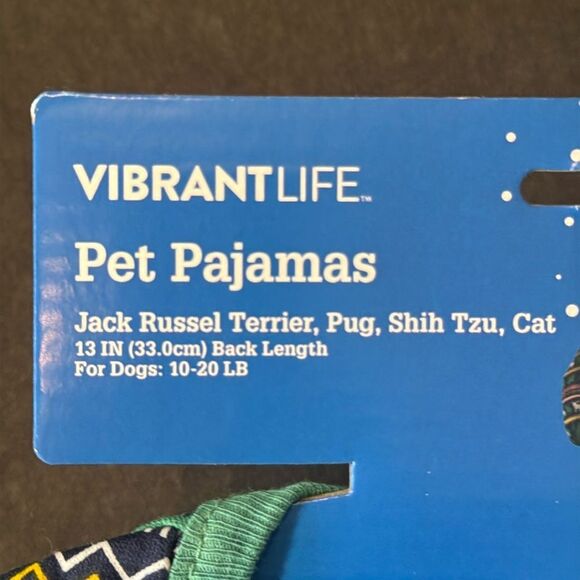 VIBRANTLIFE™
Pet Pajamas
Jack Russel Terrier, Pug, Shih Tzu, Cat
13 IN (33.0cm) Back Length
For Dogs: 10-20 LB